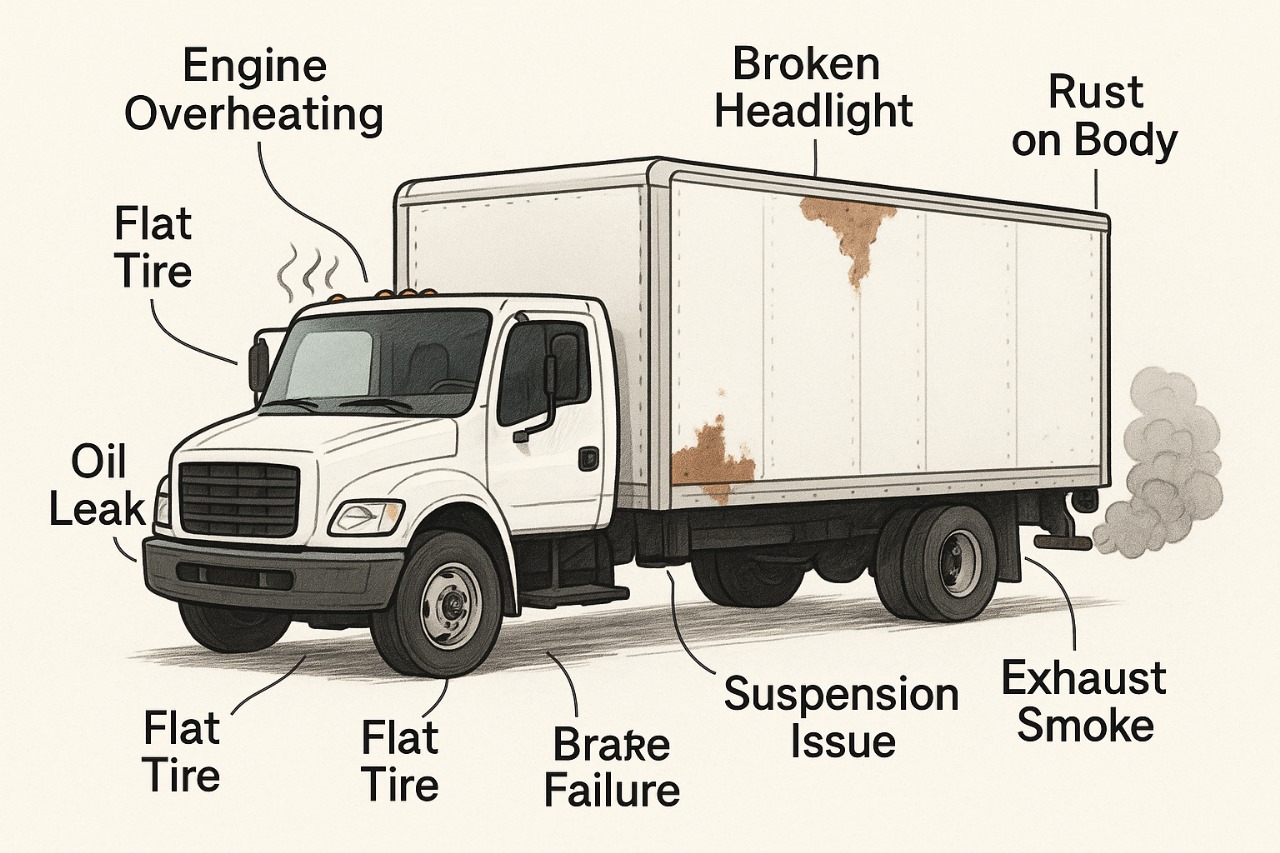 Engine
Overheating
Broken
Headlight
Rust
on Body
Flat
Tire
Oil
Leak
Flat
Tire
Flat
Tire
Brake
Failure
Suspension
Issue
Exhaust
Smoke